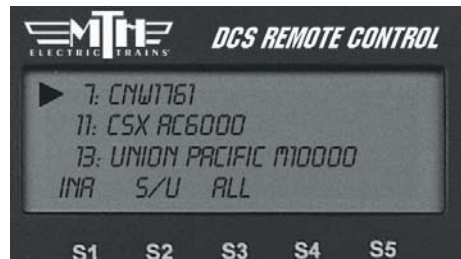 MTH
ELECTRIC TRAINS
DCS REMOTE CONTROL
7: CNW1761
11: CSX AC6000
13: UNION PACIFIC M10000
INA S/U ALL
S1 S2 S3 S4 S5